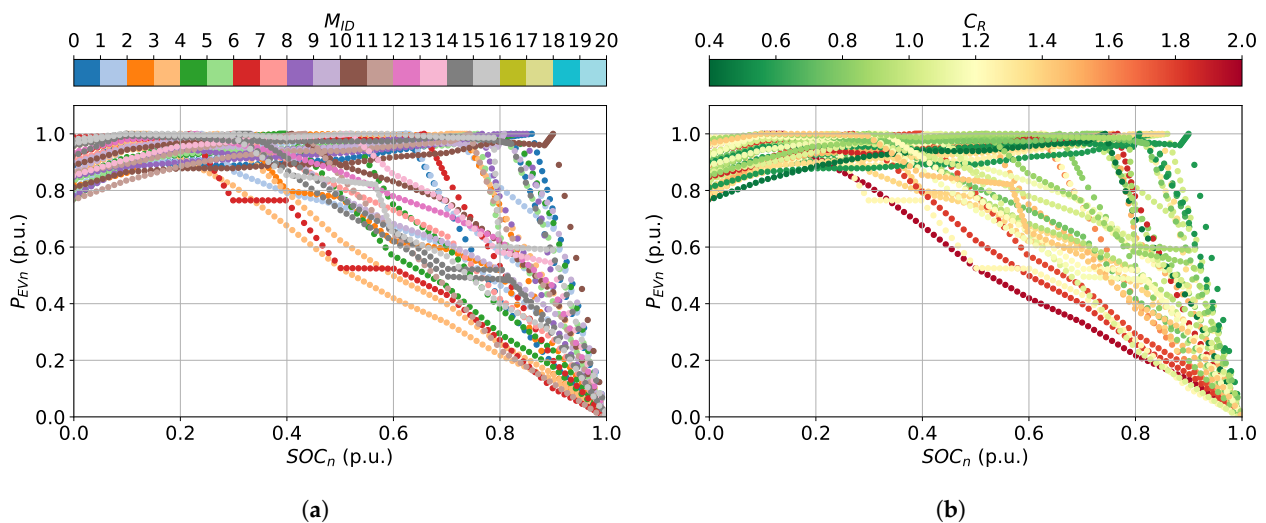 M_ID
0 1 2 3 4 5 6 7 8 9 10 11 12 13 14 15 16 17 18 19 20
1.0
0.8
0.6
0.4
0.2
0.0
P_EVn (p.u.)
0.0 0.2 0.4 0.6 0.8 1.0
SOC_n (p.u.)
(a)
C_R
0.4 0.6 0.8 1.0 1.2 1.4 1.6 1.8 2.0
1.0
0.8
0.6
0.4
0.2
0.0
P_EVn (p.u.)
0.0 0.2 0.4 0.6 0.8 1.0
SOC_n (p.u.)
(b)